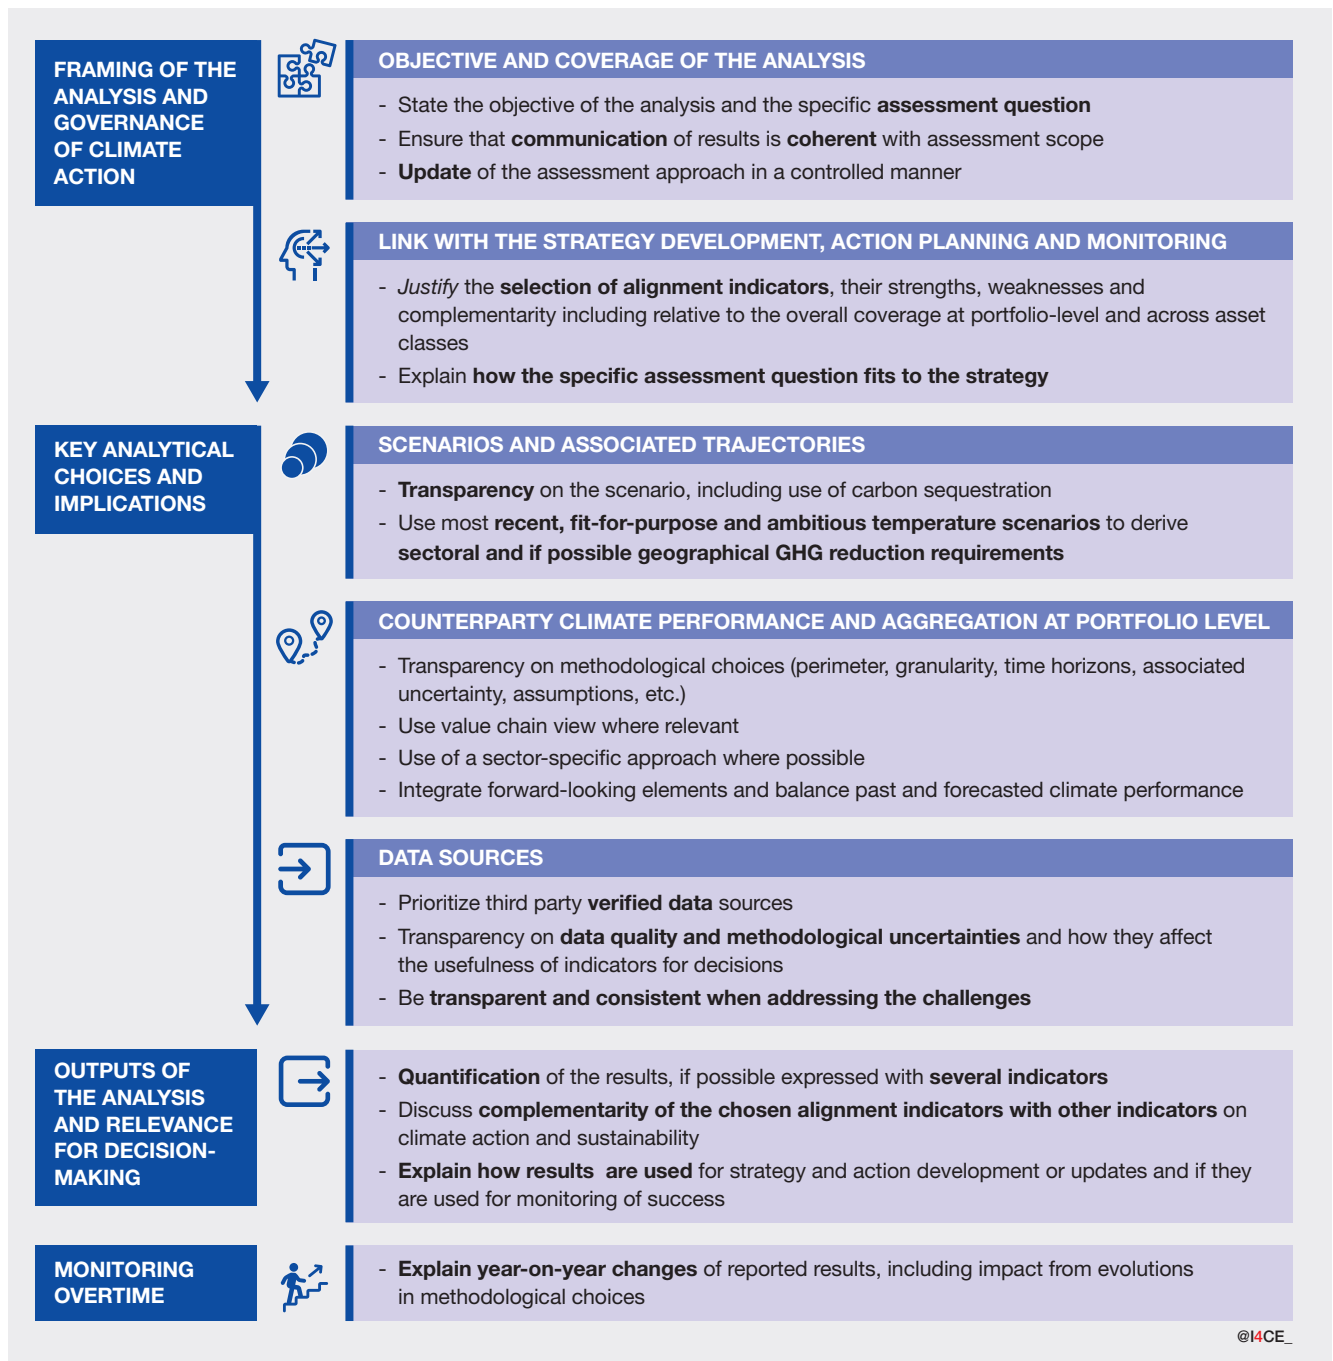 FRAMING OF THE
ANALYSIS AND
GOVERNANCE
OF CLIMATE
ACTION
OBJECTIVE AND COVERAGE OF THE ANALYSIS
- State the objective of the analysis and the specific assessment question
- Ensure that communication of results is coherent with assessment scope
- Update of the assessment approach in a controlled manner
LINK WITH THE STRATEGY DEVELOPMENT, ACTION PLANNING AND MONITORING
- Justify the selection of alignment indicators, their strengths, weaknesses and
complementarity including relative to the overall coverage at portfolio-level and across asset
classes
- Explain how the specific assessment question fits to the strategy
KEY ANALYTICAL
CHOICES AND
IMPLICATIONS
SCENARIOS AND ASSOCIATED TRAJECTORIES
- Transparency on the scenario, including use of carbon sequestration
- Use most recent, fit-for-purpose and ambitious temperature scenarios to derive
sectoral and if possible geographical GHG reduction requirements
COUNTERPARTY CLIMATE PERFORMANCE AND AGGREGATION AT PORTFOLIO LEVEL
- Transparency on methodological choices (perimeter, granularity, time horizons, associated
uncertainty, assumptions, etc.)
- Use value chain view where relevant
- Use of a sector-specific approach where possible
- Integrate forward-looking elements and balance past and forecasted climate performance
DATA SOURCES
- Prioritize third party verified data sources
- Transparency on data quality and methodological uncertainties and how they affect
the usefulness of indicators for decisions
- Be transparent and consistent when addressing the challenges
OUTPUTS OF
THE ANALYSIS
AND RELEVANCE
FOR DECISION-
MAKING
- Quantification of the results, if possible expressed with several indicators
- Discuss complementarity of the chosen alignment indicators with other indicators on
climate action and sustainability
- Explain how results  are used for strategy and action development or updates and if they
are used for monitoring of success
MONITORING
OVERTIME
- Explain year-on-year changes of reported results, including impact from evolutions
in methodological choices
@I4CE_